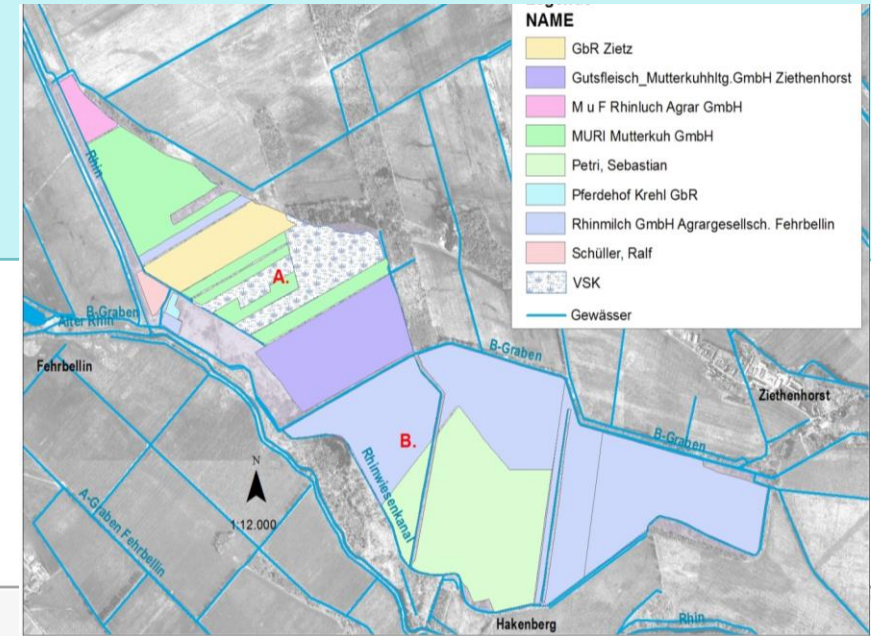 NAME
GbR Zietz
Gutsfleisch_Mutterkuhhltg.GmbH Ziethenhorst
M u F Rhinluch Agrar GmbH
MURI Mutterkuh GmbH
Petri, Sebastian
Pferdehof Krehl GbR
Rhinmilch GmbH Agrargesellsch. Fehrbellin
Schüller, Ralf
VSK
Gewässer
Rhin
A.
B-Graben
Alter Rhin
Fehrbellin
B-Graben
Ziethenhorst
B-Graben
B.
Rhinwiesenkanal
N
1:12.000
A-Graben Fehrbellin
Hakenberg
Rhin